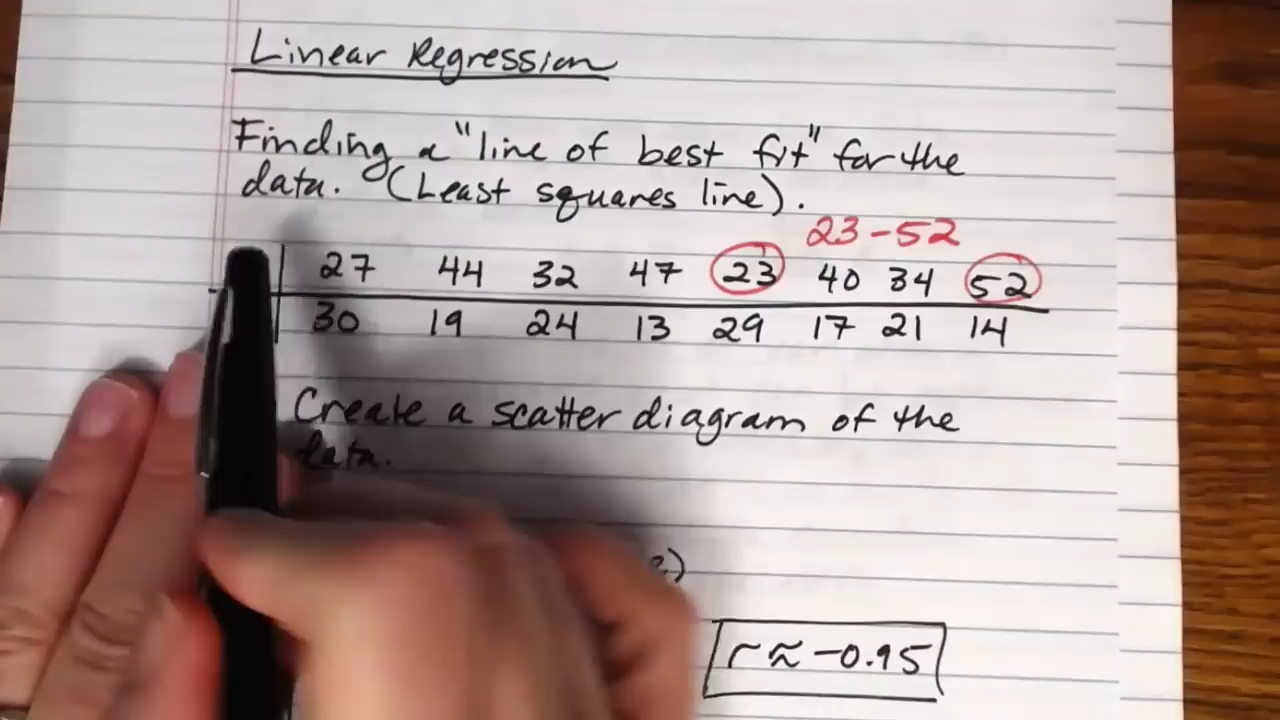 Linear Regression
Finding a "line of best fit" for the
data. (Least squares line).
23-52
27 44 32 47 23 40 34 52
30 19 24 13 29 17 21 14
Create a scatter diagram of the
data.
r ≈ -0.95